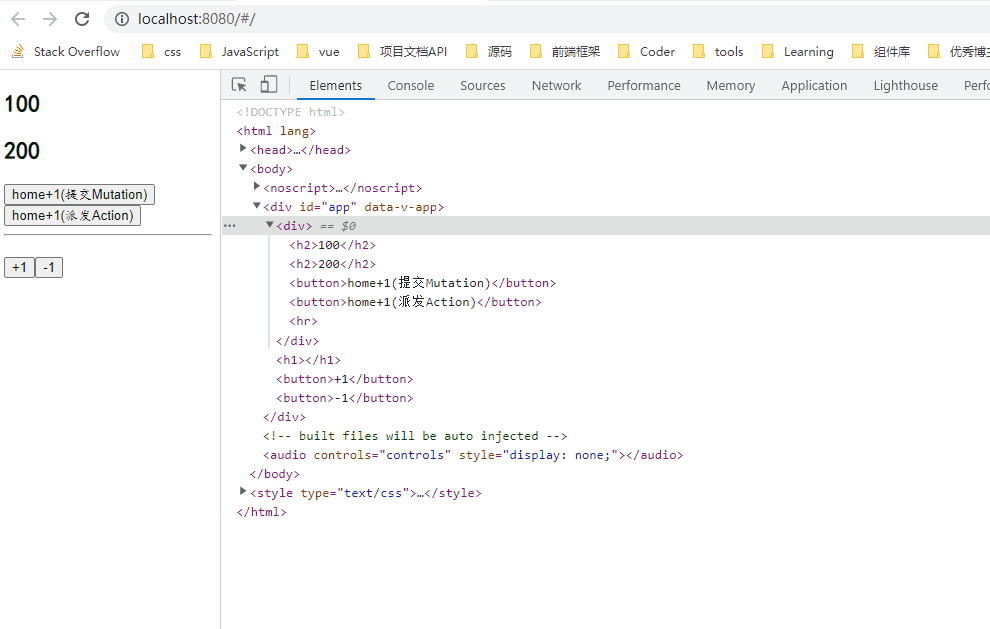 localhost:8080/#/
Stack Overflow css JavaScript vue 项目文档API 源码 前端框架 Coder tools Learning 组件库 优秀博主
Elements Console Sources Network Performance Memory Application Lighthouse Perfo
100
200
home+1(提交Mutation)
home+1(派发Action)
+1 -1
<!DOCTYPE html>
<html lang>
<head>…</head>
<body>
<noscript>…</noscript>
<div id="app" data-v-app>
<div> == $0
<h2>100</h2>
<h2>200</h2>
<button>home+1(提交Mutation)</button>
<button>home+1(派发Action)</button>
<hr>
</div>
<h1></h1>
<button>+1</button>
<button>-1</button>
</div>
<!-- built files will be auto injected -->
<audio controls="controls" style="display: none;"></audio>
</body>
<style type="text/css">…</style>
</html>